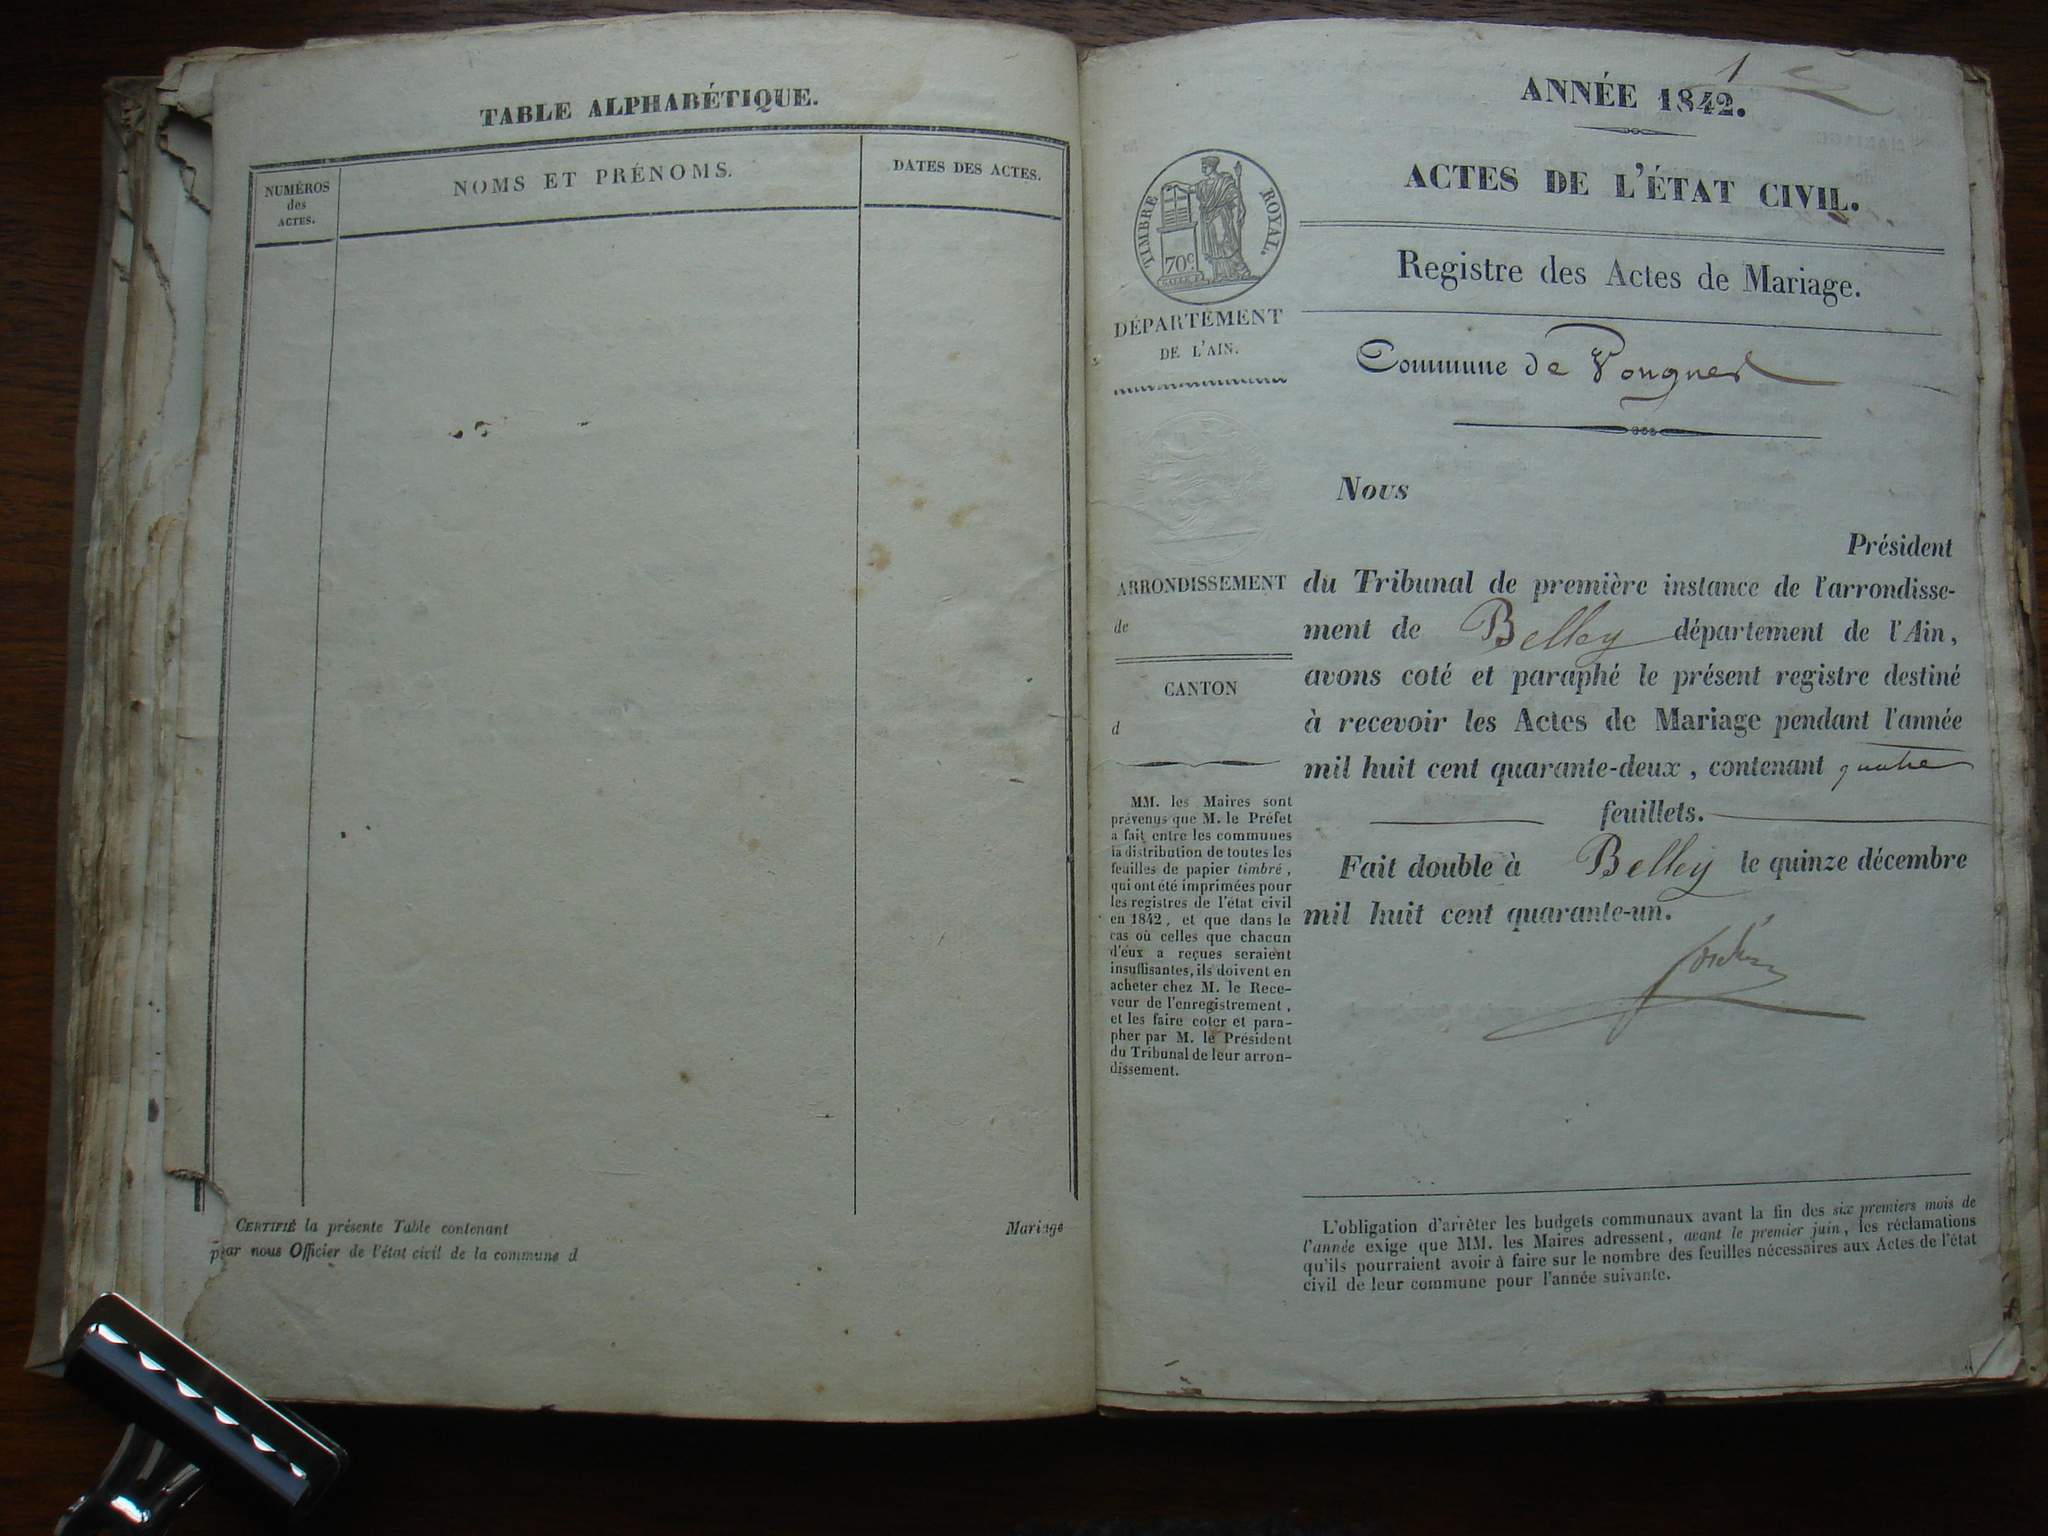 TABLE ALPHABÉTIQUE.
NUMÉROS
des
ACTES.
NOMS ET PRÉNOMS.
DATES DES ACTES.
CERTIFIÉ la présente Table contenant
par nous Officier de l'état civil de la commune d
Mariage
1
ANNÉE 1842.
ACTES DE L'ÉTAT CIVIL.
TIMBRE ROYAL.
70c
Registre des Actes de Mariage.
DÉPARTEMENT
DE L'AIN.
Commune de Pougnes
Nous
Président
ARRONDISSEMENT
de
CANTON
d
du Tribunal de première instance de l'arrondisse-
ment de Belley département de l'Ain,
avons coté et paraphé le présent registre destiné
à recevoir les Actes de Mariage pendant l'année
mil huit cent quarante-deux, contenant quatre
feuillets.
Fait double à Belley le quinze décembre
mil huit cent quarante-un.
MM. les Maires sont
prévenus que M. le Préfet
a fait entre les communes
la distribution de toutes les
feuilles de papier timbré,
qui ont été imprimées pour
les registres de l'état civil
en 1842, et que dans le
cas où celles que chacun
d'eux a reçues seraient
insuffisantes, ils doivent en
acheter chez M. le Rece-
veur de l'enregistrement,
et les faire coter et para-
pher par M. le Président
du Tribunal de leur arron-
dissement.
L'obligation d'arrêter les budgets communaux avant la fin des six premiers mois de
l'année exige que MM. les Maires adressent, avant le premier juin, les réclamations
qu'ils pourraient avoir à faire sur le nombre des feuilles nécessaires aux Actes de l'état
civil de leur commune pour l'année suivante.